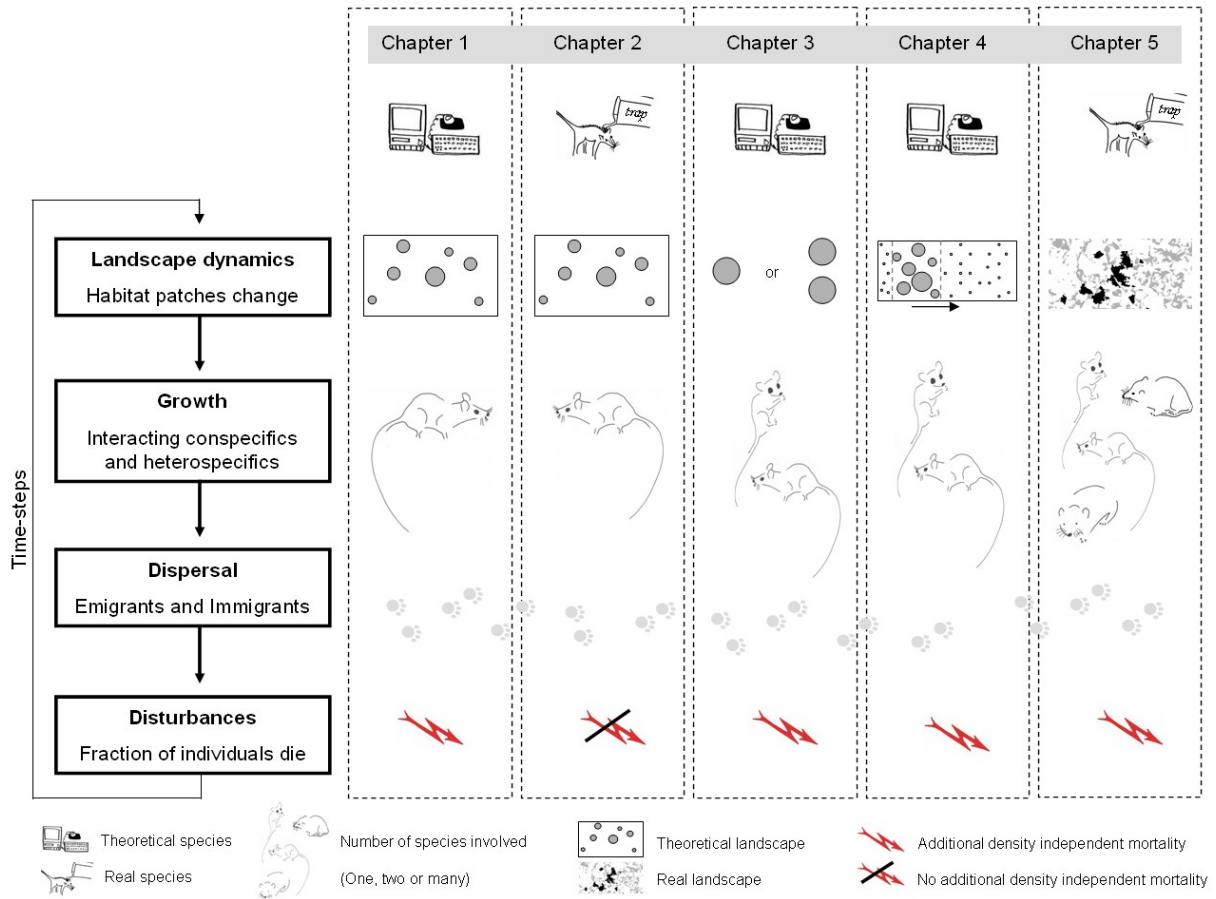 Chapter 1
Chapter 2
Chapter 3
Chapter 4
Chapter 5
trap
trap
Landscape dynamics
Habitat patches change
or
Growth
Interacting conspecifics
and heterospecifics
Time-steps
Dispersal
Emigrants and Immigrants
Disturbances
Fraction of individuals die
Theoretical species
Real species
Number of species involved
(One, two or many)
Theoretical landscape
Real landscape
Additional density independent mortality
No additional density independent mortality